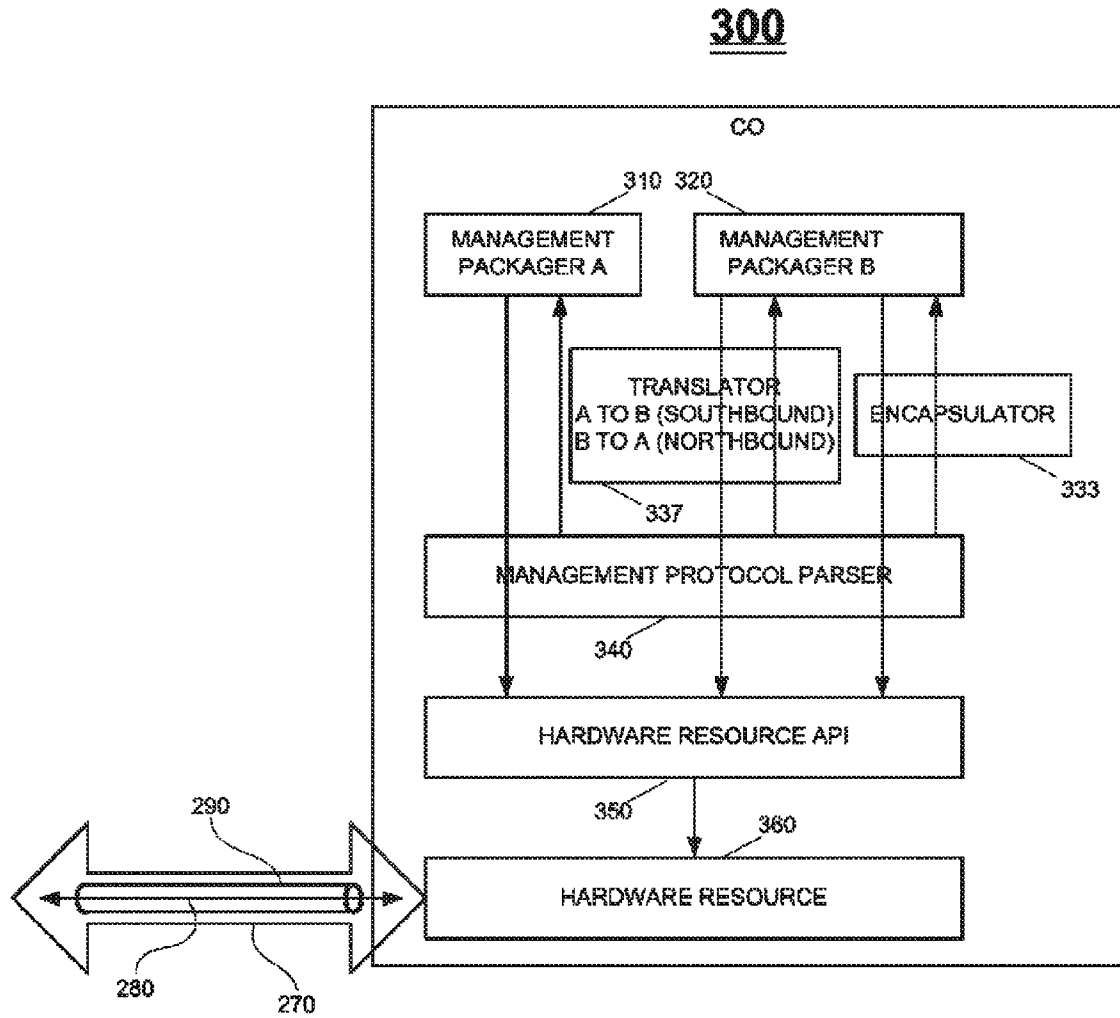 300
CO
310 320
MANAGEMENT
PACKAGER A
MANAGEMENT
PACKAGER B
TRANSLATOR
A TO B (SOUTHBOUND)
B TO A (NORTHBOUND)
ENCAPSULATOR
333
337
MANAGEMENT PROTOCOL PARSER
340
HARDWARE RESOURCE API
350
360
290
HARDWARE RESOURCE
280
270